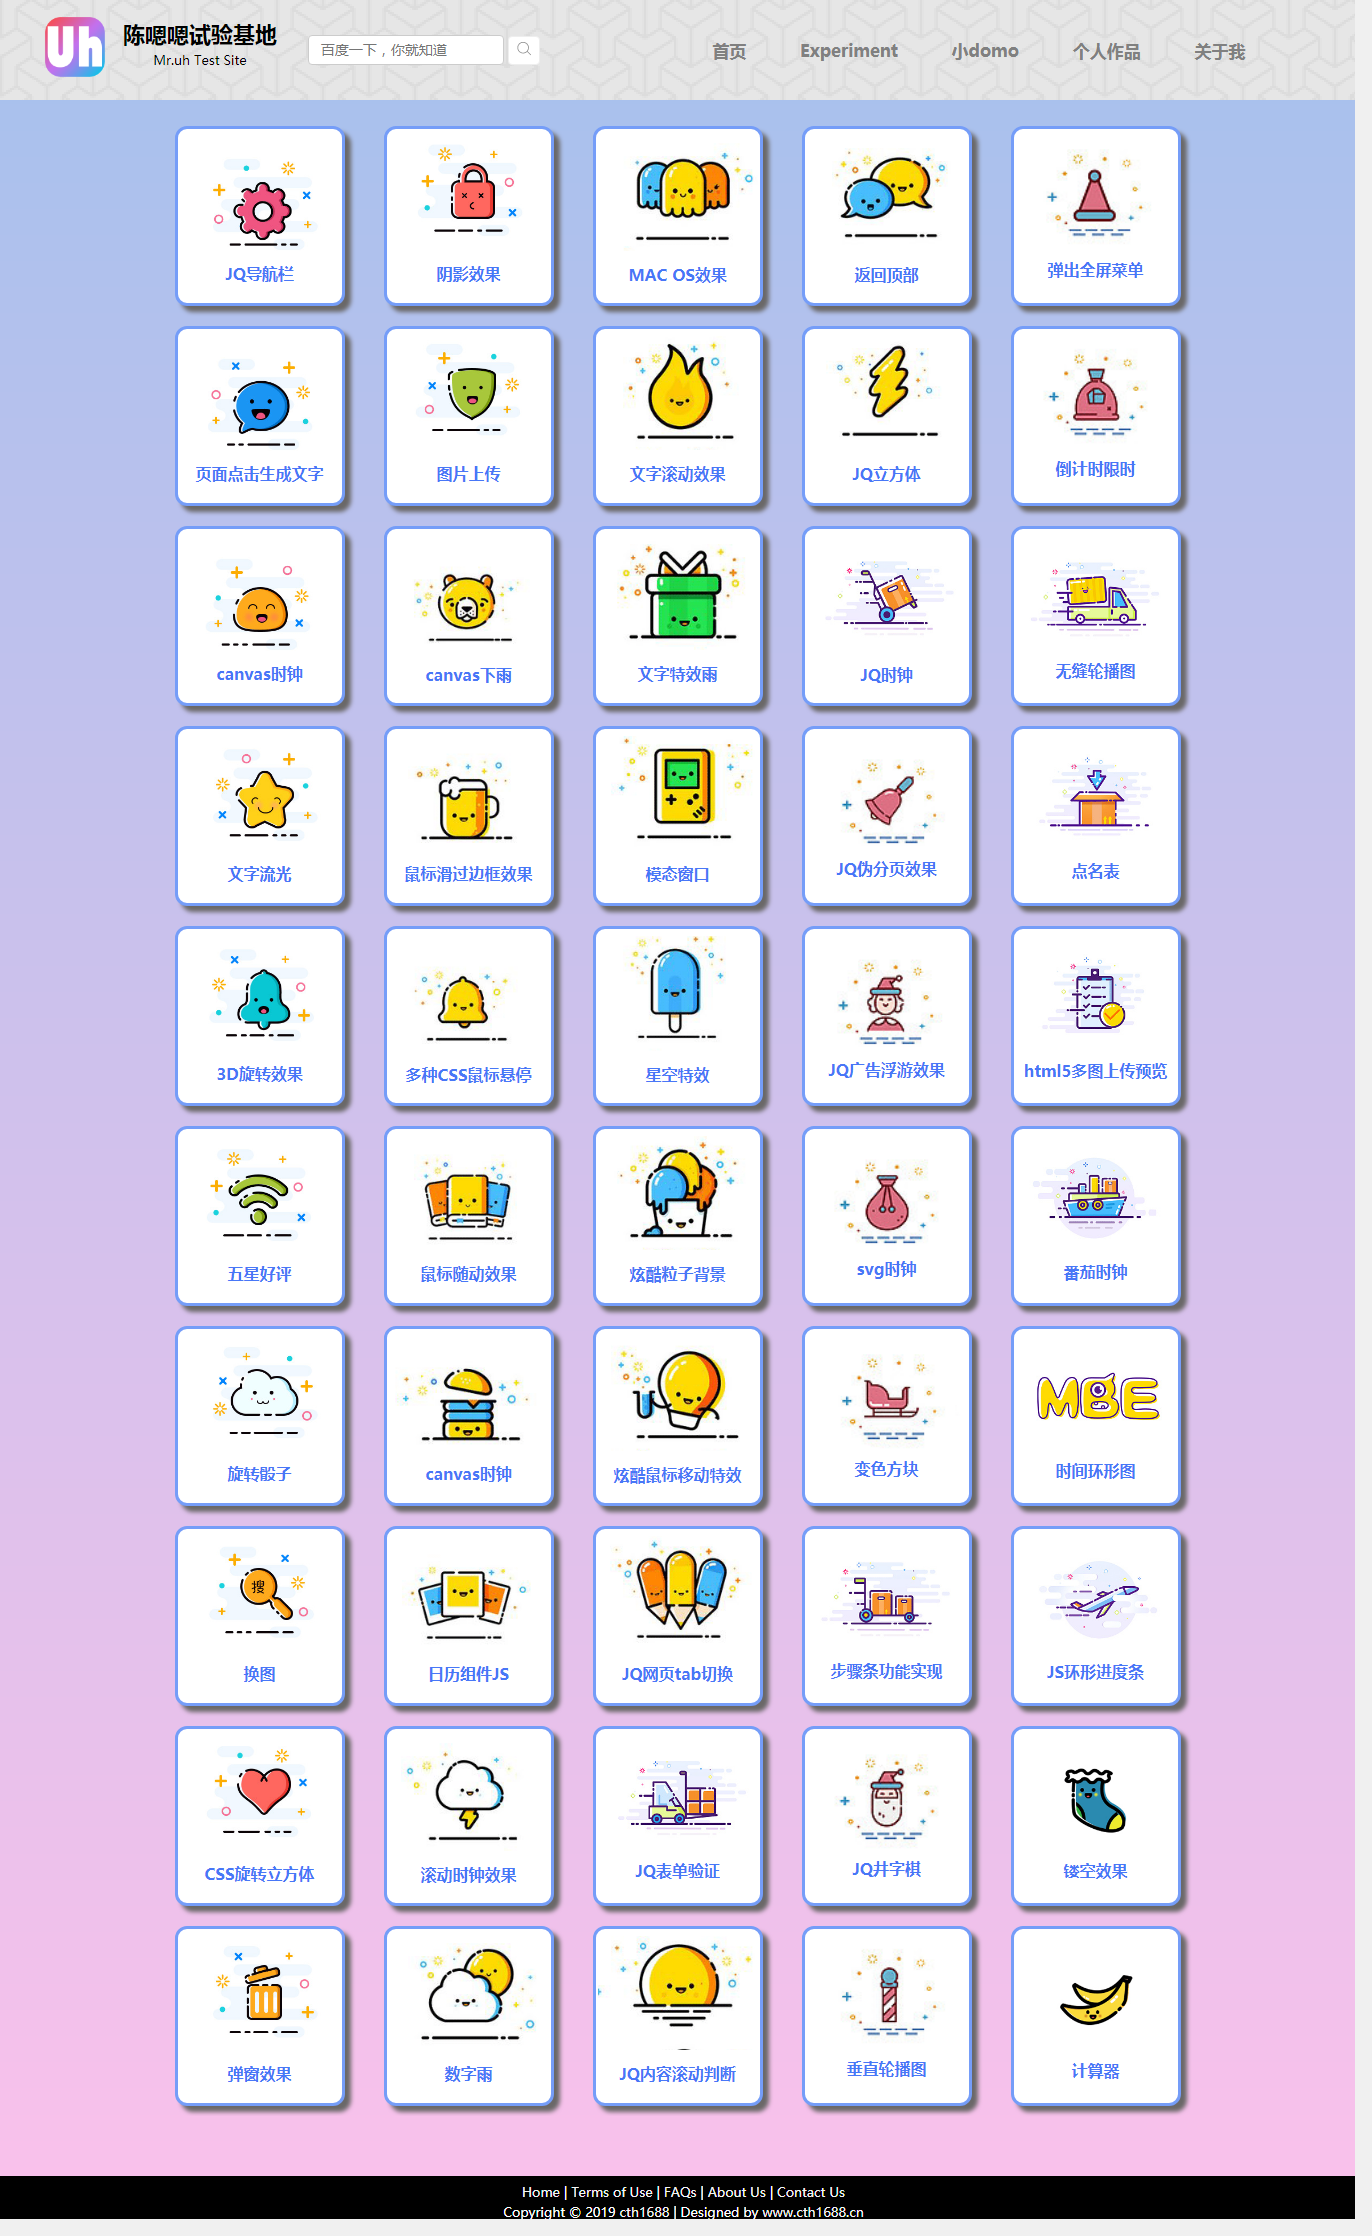 Uh
陈嗯嗯试验基地
Mr.uh Test Site
百度一下，你就知道
首页 Experiment 小domo 个人作品 关于我
JQ导航栏 阴影效果 MAC OS效果 返回顶部 弹出全屏菜单
页面点击生成文字 图片上传 文字滚动效果 JQ立方体 倒计时限时
canvas时钟 canvas下雨 文字特效雨 JQ时钟 无缝轮播图
文字流光 鼠标滑过边框效果 模态窗口 JQ伪分页效果 点名表
3D旋转效果 多种CSS鼠标悬停 星空特效 JQ广告浮游效果 html5多图上传预览
五星好评 鼠标随动效果 炫酷粒子背景 svg时钟 番茄时钟
MBE
旋转骰子 canvas时钟 炫酷鼠标移动特效 变色方块 时间环形图
搜
换图 日历组件JS JQ网页tab切换 步骤条功能实现 JS环形进度条
CSS旋转立方体 滚动时钟效果 JQ表单验证 JQ井字棋 镂空效果
弹窗效果 数字雨 JQ内容滚动判断 垂直轮播图 计算器
Home | Terms of Use | FAQs | About Us | Contact Us
Copyright © 2019 cth1688 | Designed by www.cth1688.cn